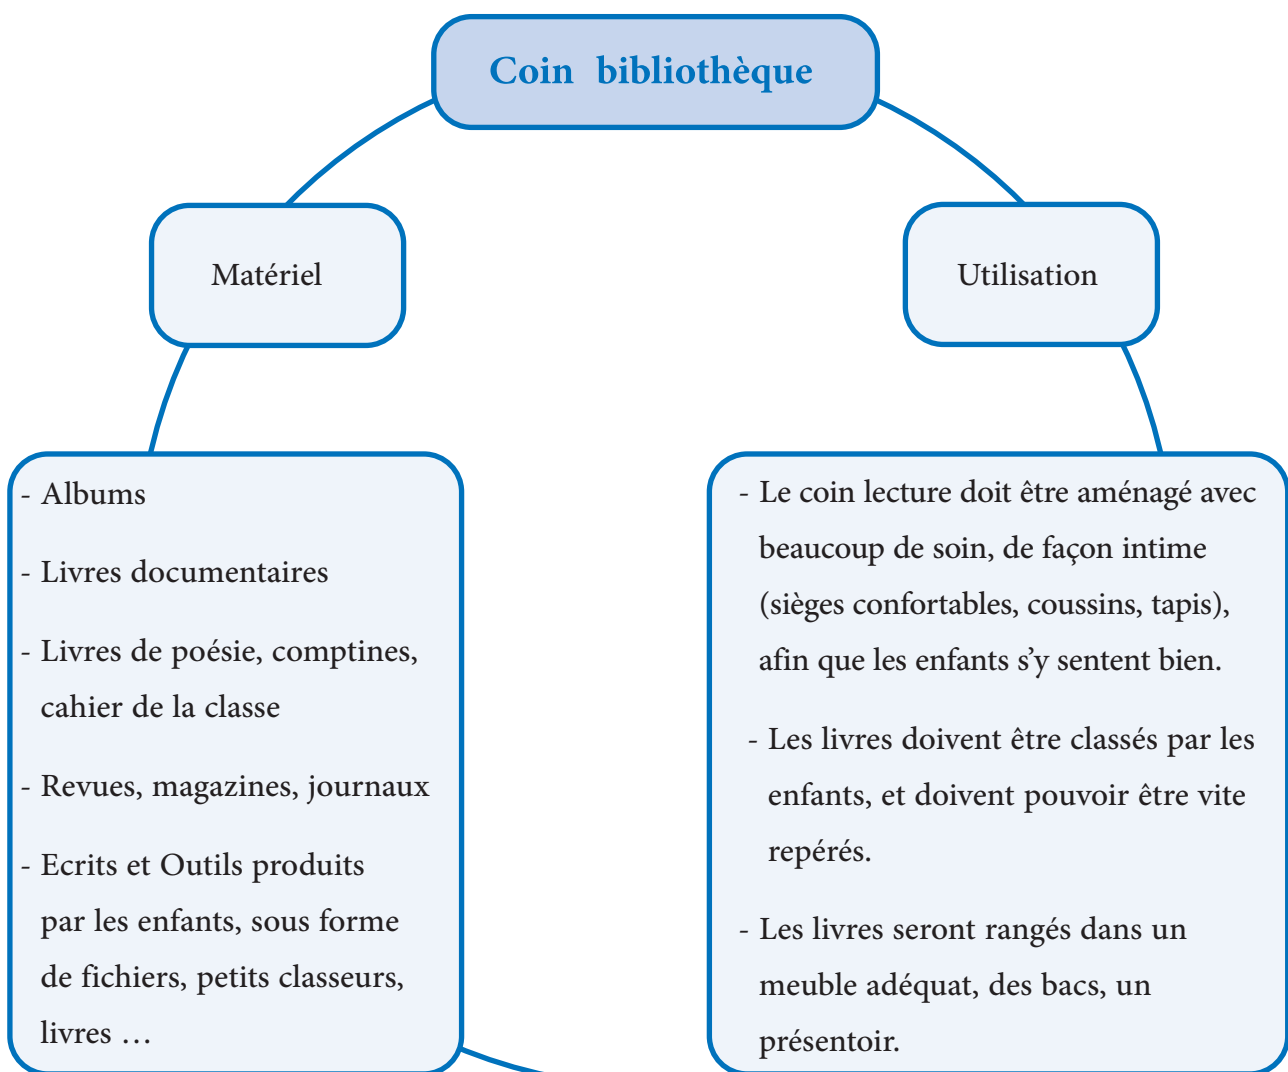 Coin bibliothèque
Matériel
Utilisation
- Albums
- Livres documentaires
- Livres de poésie, comptines,
cahier de la classe
- Revues, magazines, journaux
- Ecrits et Outils produits
par les enfants, sous forme
de fichiers, petits classeurs,
livres …
- Le coin lecture doit être aménagé avec
beaucoup de soin, de façon intime
(sièges confortables, coussins, tapis),
afin que les enfants s’y sentent bien.
- Les livres doivent être classés par les
enfants, et doivent pouvoir être vite
repérés.
- Les livres seront rangés dans un
meuble adéquat, des bacs, un
présentoir.